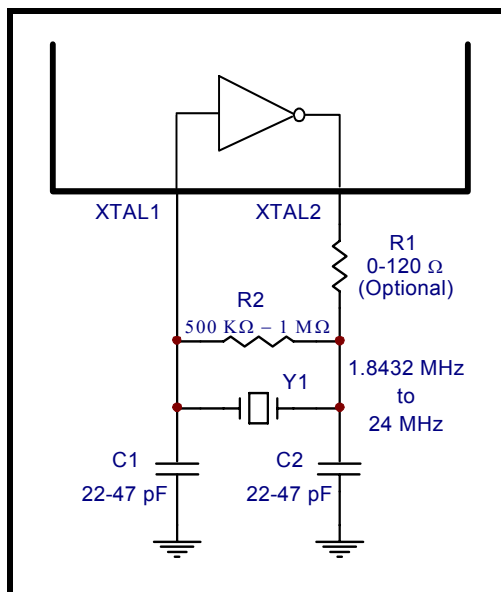 XTAL1
XTAL2
R1
0-120 Ω
(Optional)
R2
500 KΩ – 1 MΩ
Y1
1.8432 MHz
to
24 MHz
C1
22-47 pF
C2
22-47 pF